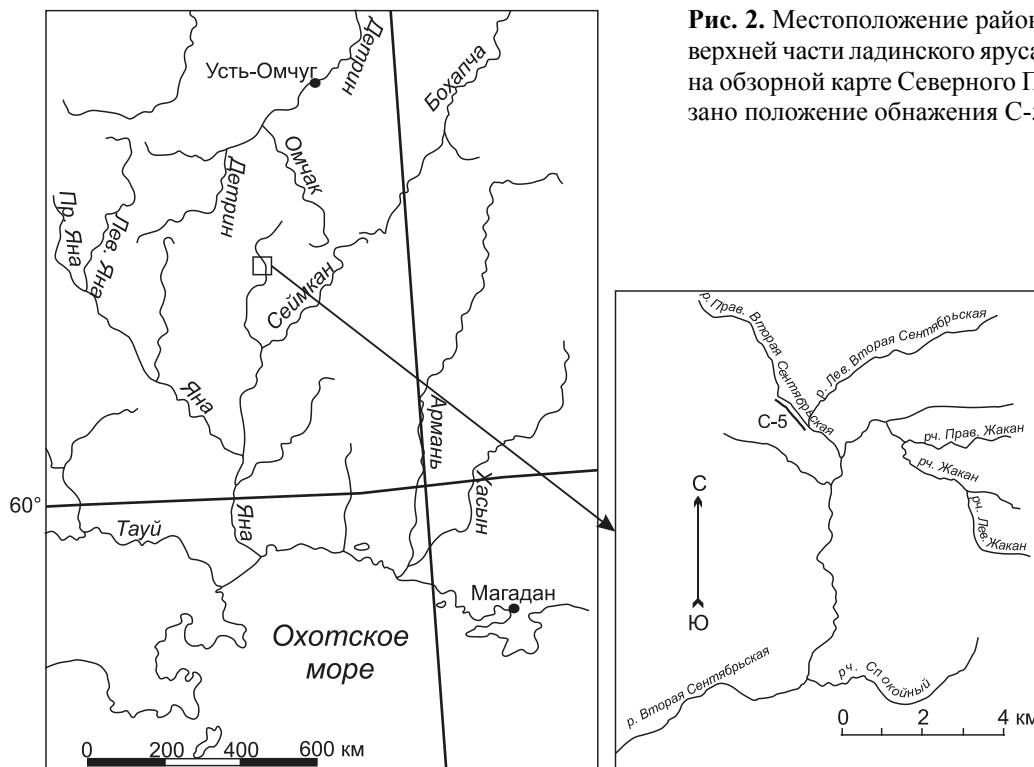 Рис. 2. Местоположение район
верхней части ладинского яруса
на обзорной карте Северного П
зано положение обнажения С-5
Усть-Омчуг
Детрин
Бохапча
Омчак
Детрин
Пр. Яна
Лев. Яна
Сеймкан
Яна
Армань
Хасын
60°
Тауй
Яна
Магадан
Охотское
море
0 200 400 600 км
р. Прав. Вторая Сентябрьская
р. Лев. Вторая Сентябрьская
С-5
рч. Прав. Жакан
рч. Жакан
рч. Лев. Жакан
С
Ю
р. Вторая Сентябрьская
рч. Спокойный
0 2 4 км